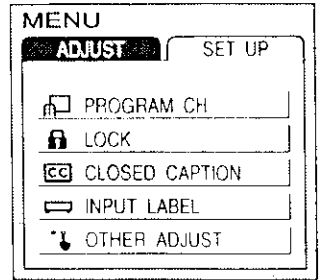 MENU
ADJUST SET UP
PROGRAM CH
LOCK
CC CLOSED CAPTION
INPUT LABEL
OTHER ADJUST